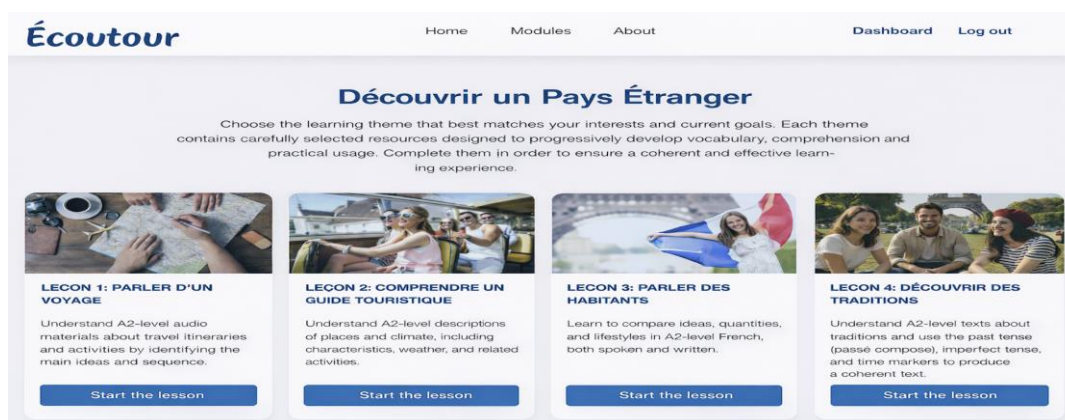 Écoutour
Home Modules About
Dashboard Log out
Découvrir un Pays Étranger
Choose the learning theme that best matches your interests and current goals. Each theme
contains carefully selected resources designed to progressively develop vocabulary, comprehension and
practical usage. Complete them in order to ensure a coherent and effective learn-
ing experience.
LECON 1: PARLER D'UN
VOYAGE
Understand A2-level audio
materials about travel itineraries
and activities by identifying the
main ideas and sequence.
Start the lesson
LEÇON 2: COMPRENDRE UN
GUIDE TOURISTIQUE
Understand A2-level descriptions
of places and climate, including
characteristics, weather, and related
activities.
Start the lesson
LECON 3: PARLER DES
HABITANTS
Learn to compare ideas, quantities,
and lifestyles in A2-level French,
both spoken and written.
Start the lesson
LECON 4: DÉCOUVRIR DES
TRADITIONS
Understand A2-level texts about
traditions and use the past tense
(passé compose), imperfect tense,
and time markers to produce
a coherent text.
Start the lesson